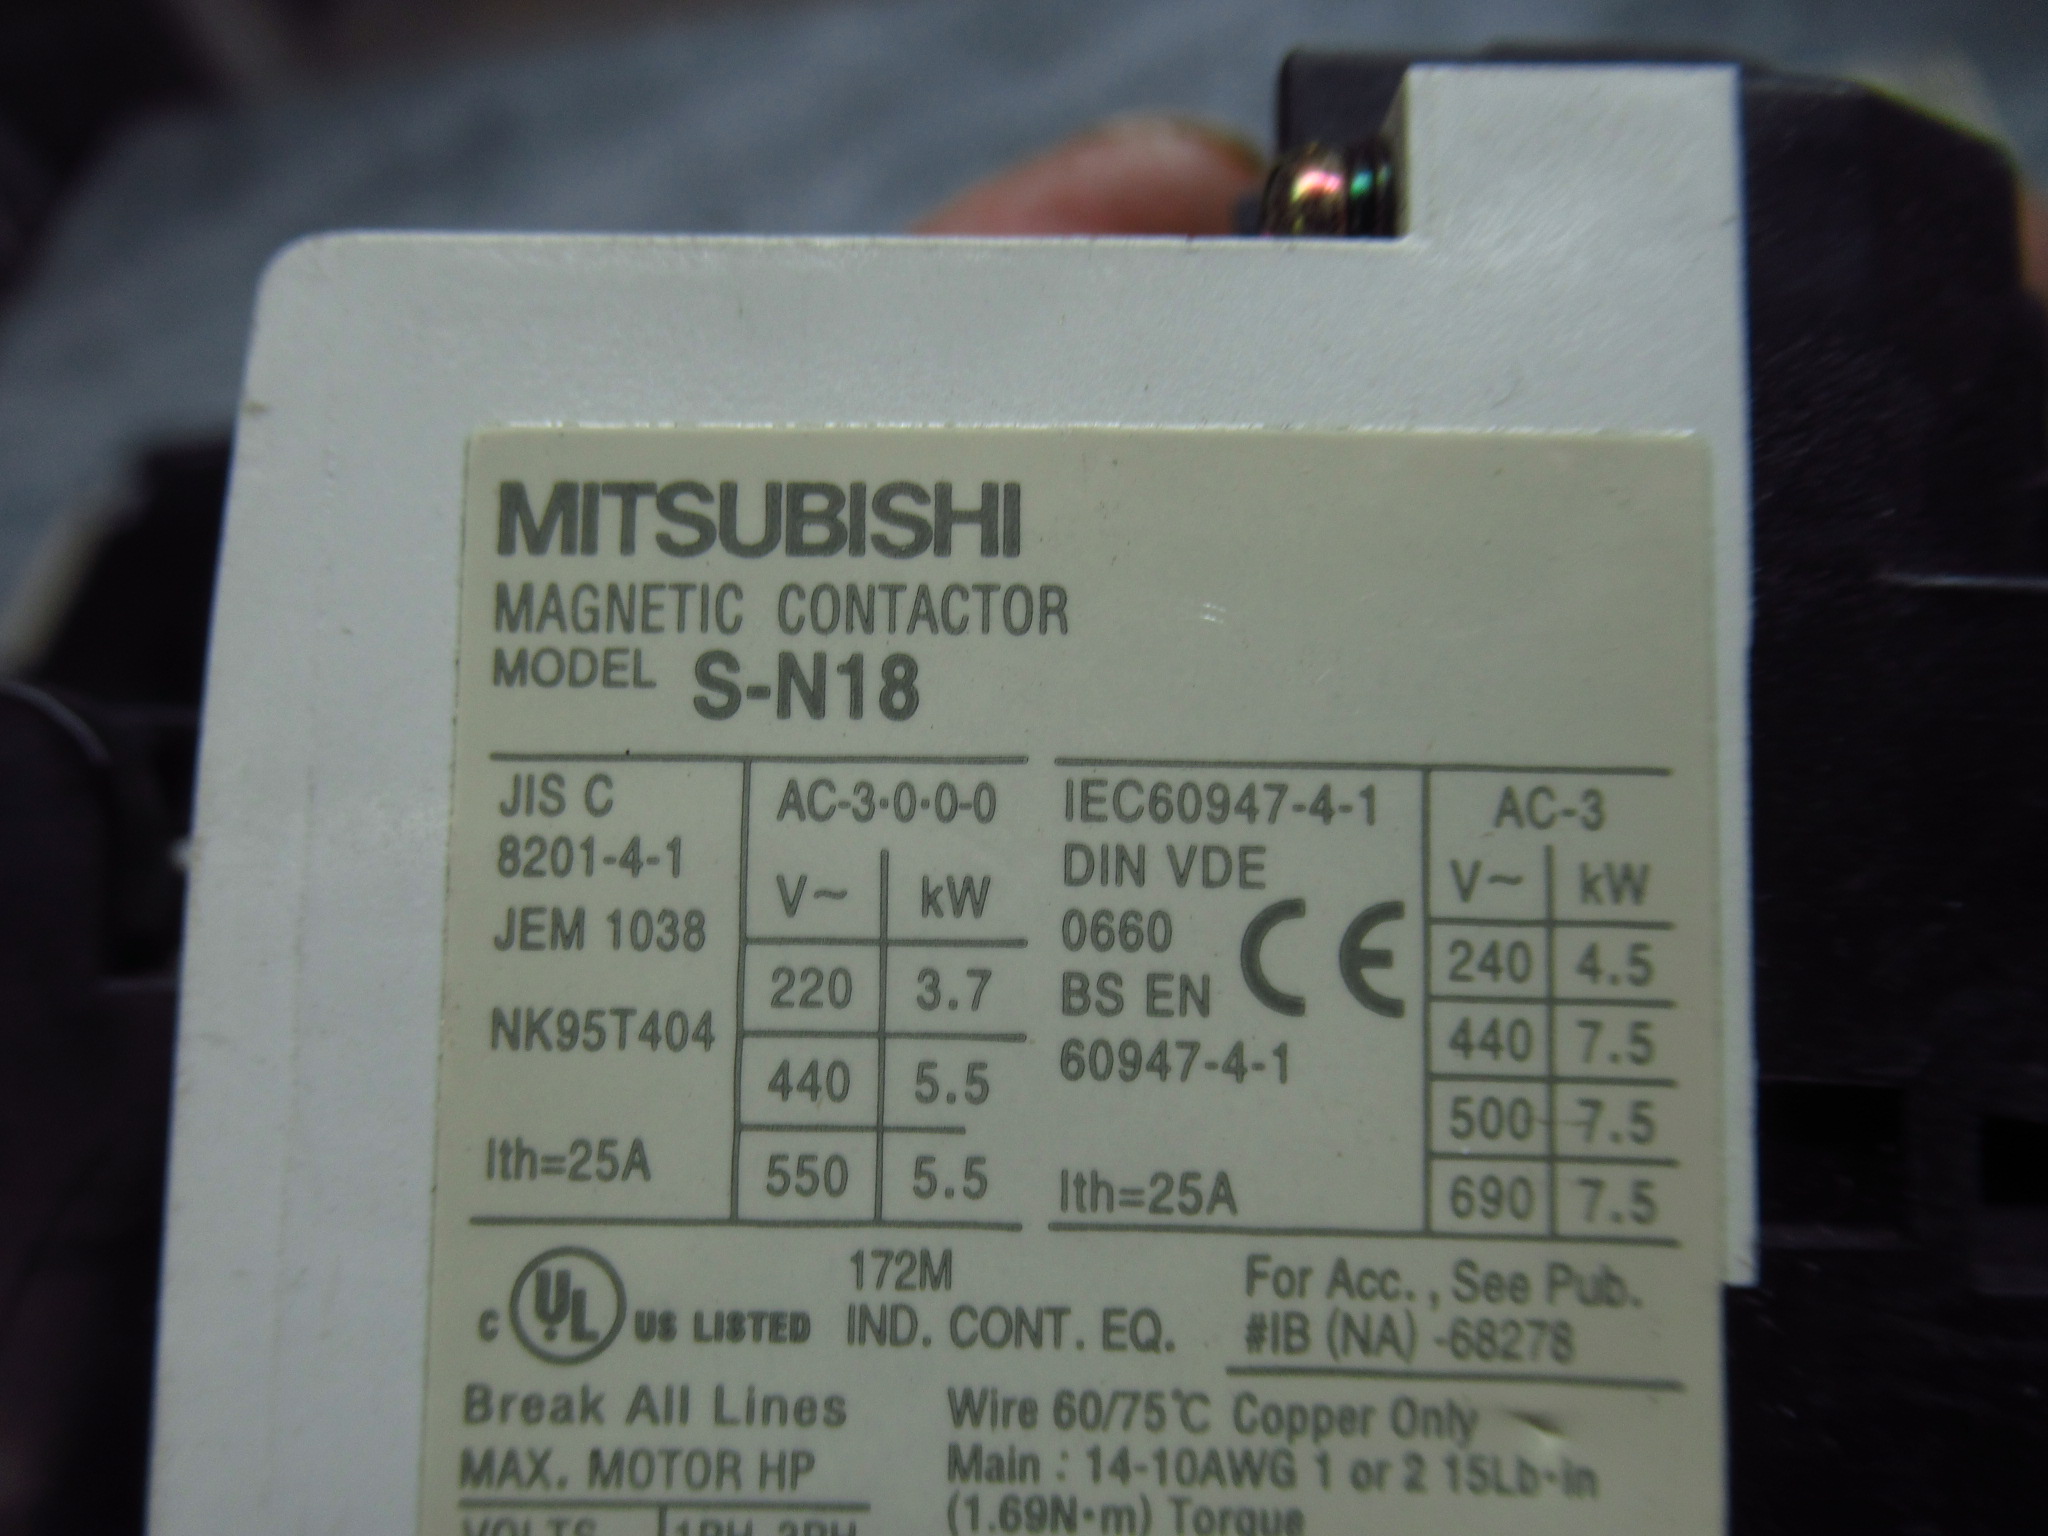 MITSUBISHI
MAGNETIC CONTACTOR
MODEL S-N18
JIS C
8201-4-1
JEM 1038
NK95T404
Ith=25A
AC-3·0·0-0
V~ kW
220 3.7
440 5.5
550 5.5
IEC60947-4-1
DIN VDE
0660
BS EN
60947-4-1
CE
Ith=25A
AC-3
V~ kW
240 4.5
440 7.5
500 7.5
690 7.5
c UL US LISTED
172M
IND. CONT. EQ.
For Acc., See Pub.
#IB (NA) -68278
Break All Lines
MAX. MOTOR HP
VOLTS 1PH 3PH
Wire 60/75℃ Copper Only
Main : 14-10AWG 1 or 2 15Lb·in
(1.69N·m) Torque